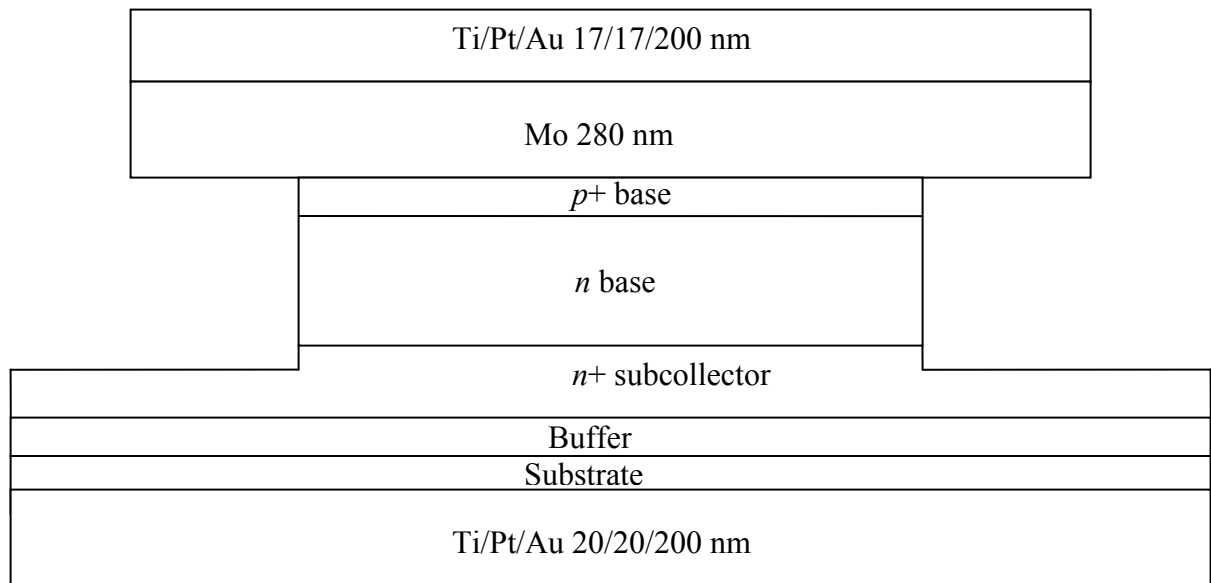 Ti/Pt/Au 17/17/200 nm
Mo 280 nm
p+ base
n base
n+ subcollector
Buffer
Substrate
Ti/Pt/Au 20/20/200 nm